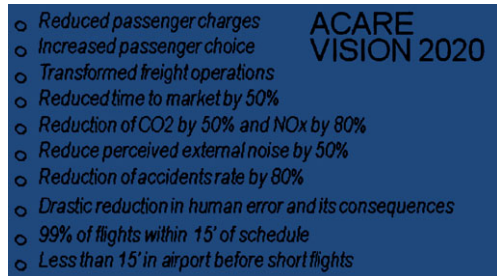 ACARE
VISION 2020
Reduced passenger charges
Increased passenger choice
Transformed freight operations
Reduced time to market by 50%
Reduction of CO2 by 50% and NOx by 80%
Reduce perceived external noise by 50%
Reduction of accidents rate by 80%
Drastic reduction in human error and its consequences
99% of flights within 15' of schedule
Less than 15' in airport before short flights